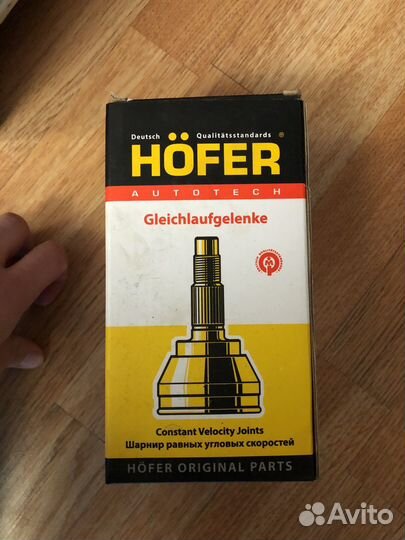 Deutsch Qualitätsstandards ®
HÖFER
AUTOTECH
Gleichlaufgelenke
Constant Velocity Joints
Шарнир равных угловых скоростей
HÖFER ORIGINAL PARTS
Avito